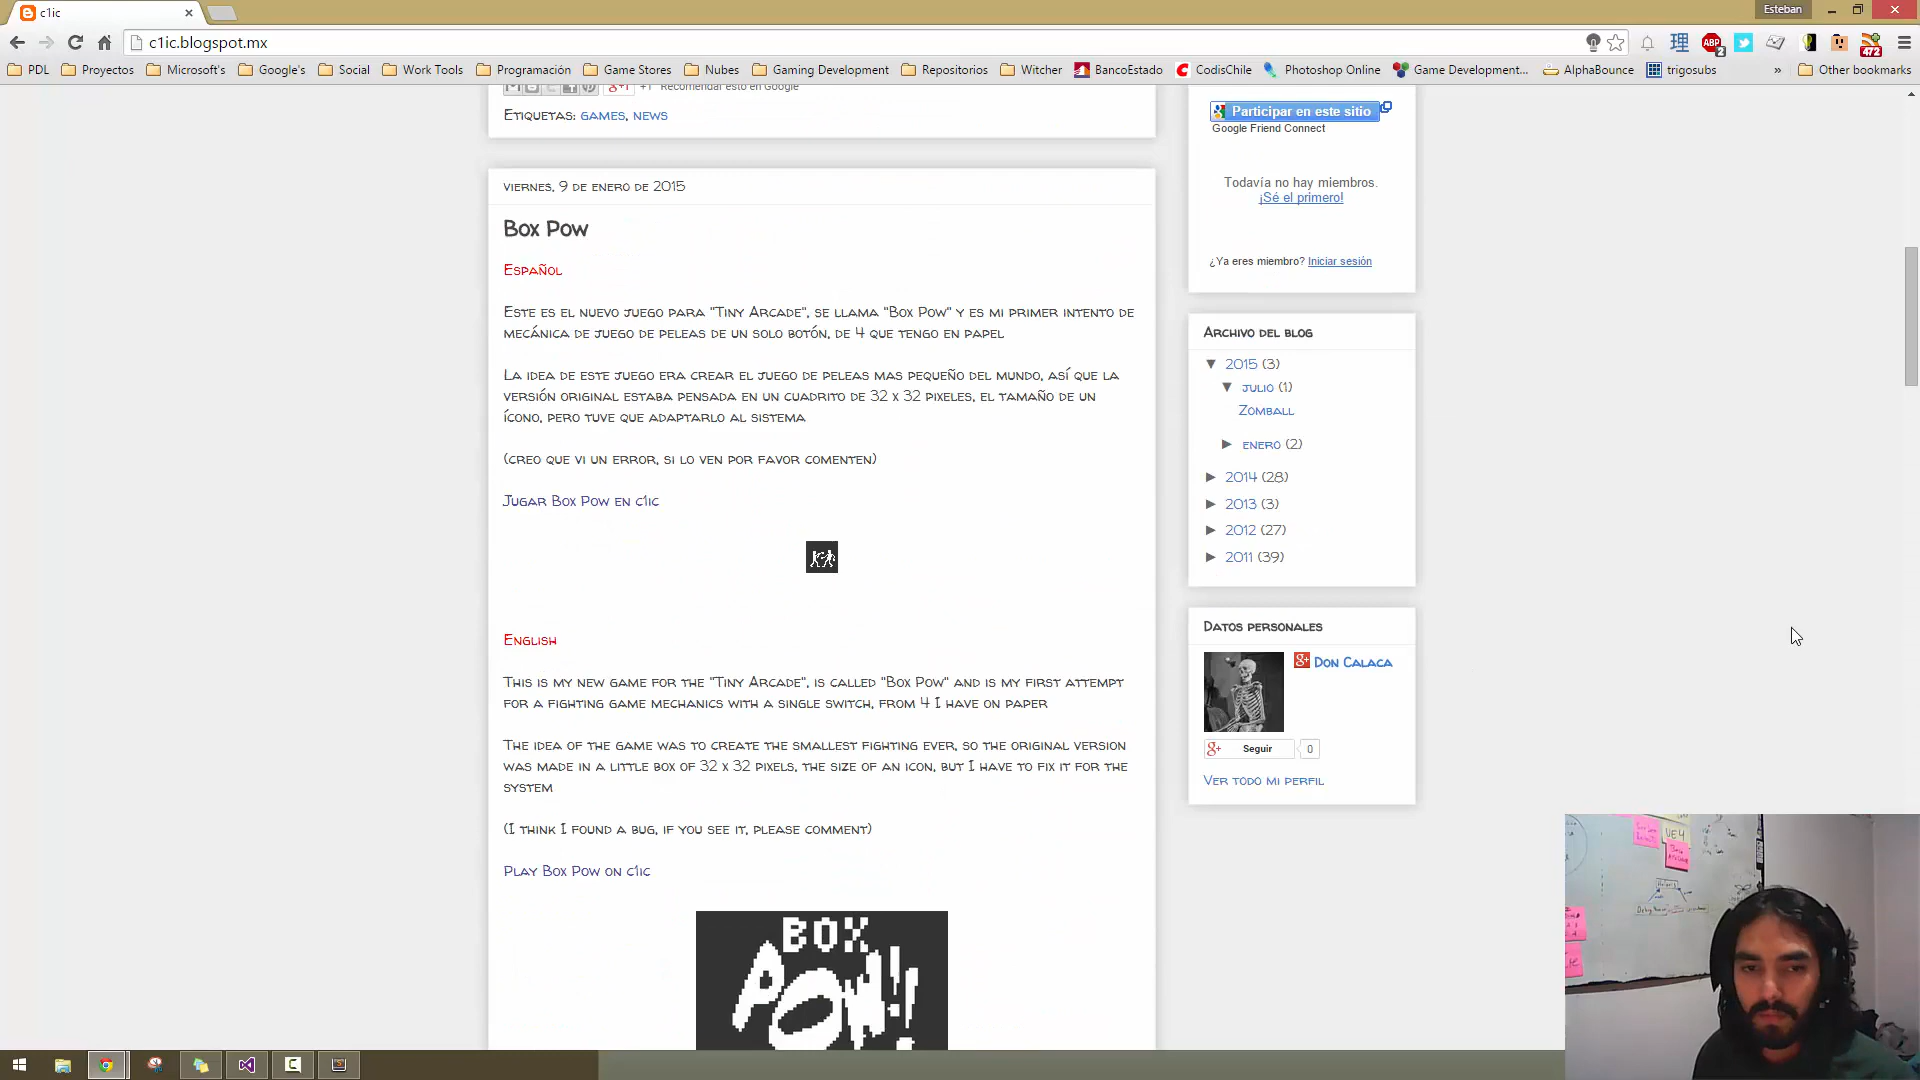 c1ic
Esteban
c1ic.blogspot.mx
理
ABP
2
472
PDL
Proyectos
Microsoft's
Google's
Social
Work Tools
Programación
Game Stores
Nubes
Gaming Development
Repositorios
Witcher
BancoEstado
CodisChile
Photoshop Online
Game Development...
AlphaBounce
trigosubs
»
Other bookmarks
+1 Recomendar esto en Google
Etiquetas: games, news
viernes, 9 de enero de 2015
Box Pow
Español
Este es el nuevo juego para "Tiny Arcade", se llama "Box Pow" y es mi primer intento de
mecánica de juego de peleas de un solo botón, de 4 que tengo en papel
La idea de este juego era crear el juego de peleas mas pequeño del mundo, así que la
versión original estaba pensada en un cuadrito de 32 x 32 pixeles, el tamaño de un
ícono, pero tuve que adaptarlo al sistema
(creo que vi un error, si lo ven por favor comenten)
Jugar Box Pow en c1ic
English
This is my new game for the "Tiny Arcade", is called "Box Pow" and is my first attempt
for a fighting game mechanics with a single switch, from 4 I have on paper
The idea of the game was to create the smallest fighting ever, so the original version
was made in a little box of 32 x 32 pixels, the size of an icon, but I have to fix it for the
system
(I think I found a bug, if you see it, please comment)
Play Box Pow on c1ic
BOX
POW!!
Participar en este sitio
Google Friend Connect
Todavía no hay miembros.
¡Sé el primero!
¿Ya eres miembro? Iniciar sesión
Archivo del blog
▼ 2015 (3)
▼ julio (1)
Zomball
► enero (2)
► 2014 (28)
► 2013 (3)
► 2012 (27)
► 2011 (39)
Datos personales
Don Calaca
Seguir
0
Ver todo mi perfil
UE4